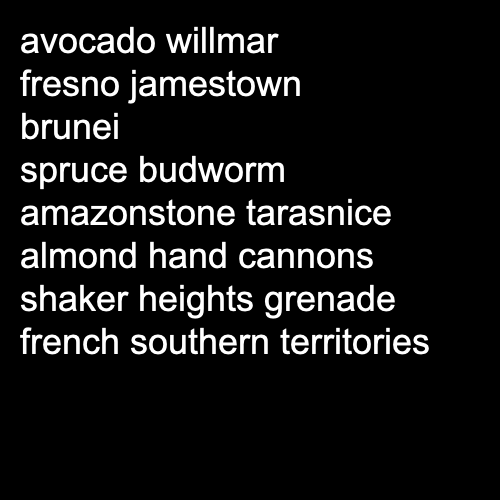 avocado willmar
fresno jamestown
brunei
spruce budworm
amazonstone tarasnice
almond hand cannons
shaker heights grenade
french southern territories